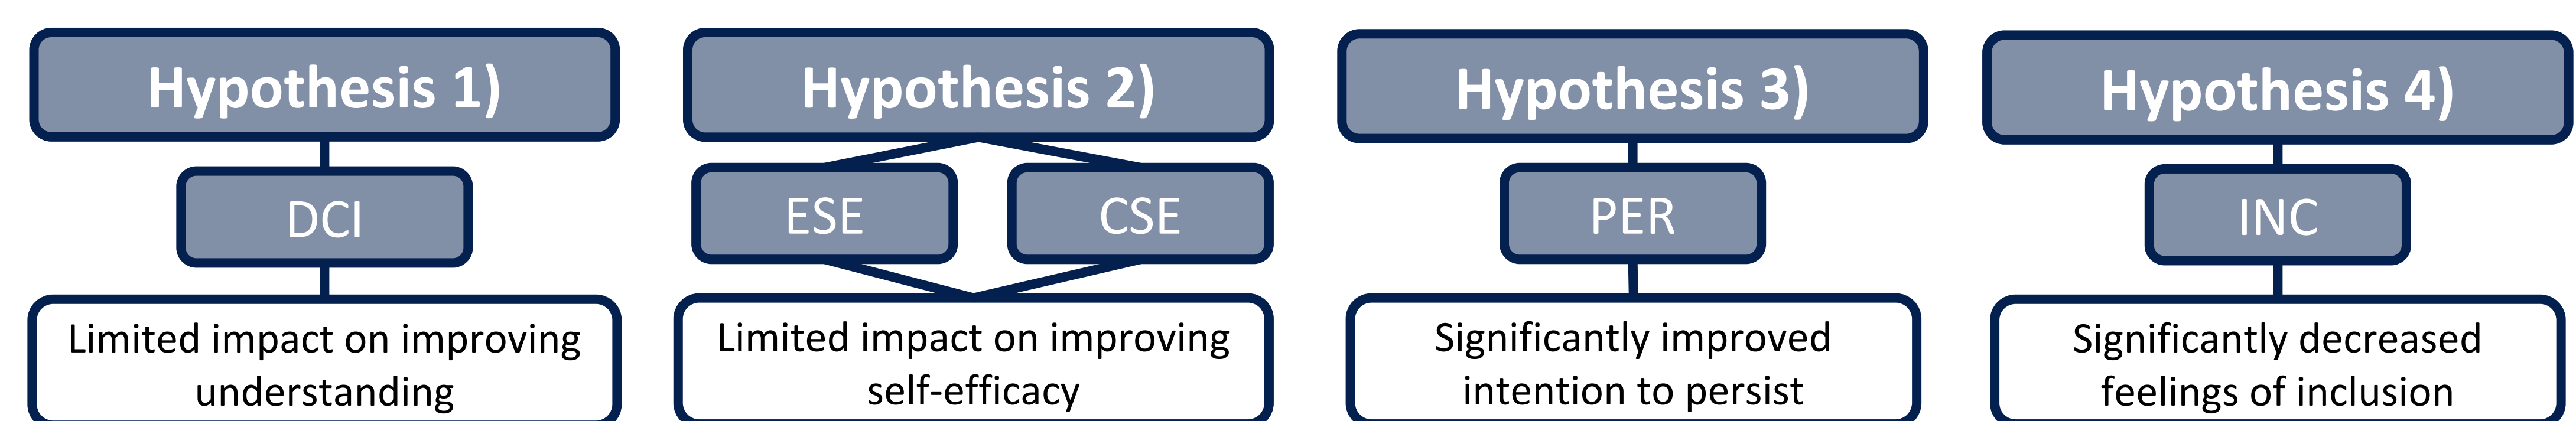 Hypothesis 1)
DCI
Limited impact on improving
understanding
Hypothesis 2)
ESE
CSE
Limited impact on improving
self-efficacy
Hypothesis 3)
PER
Significantly improved
intention to persist
Hypothesis 4)
INC
Significantly decreased
feelings of inclusion